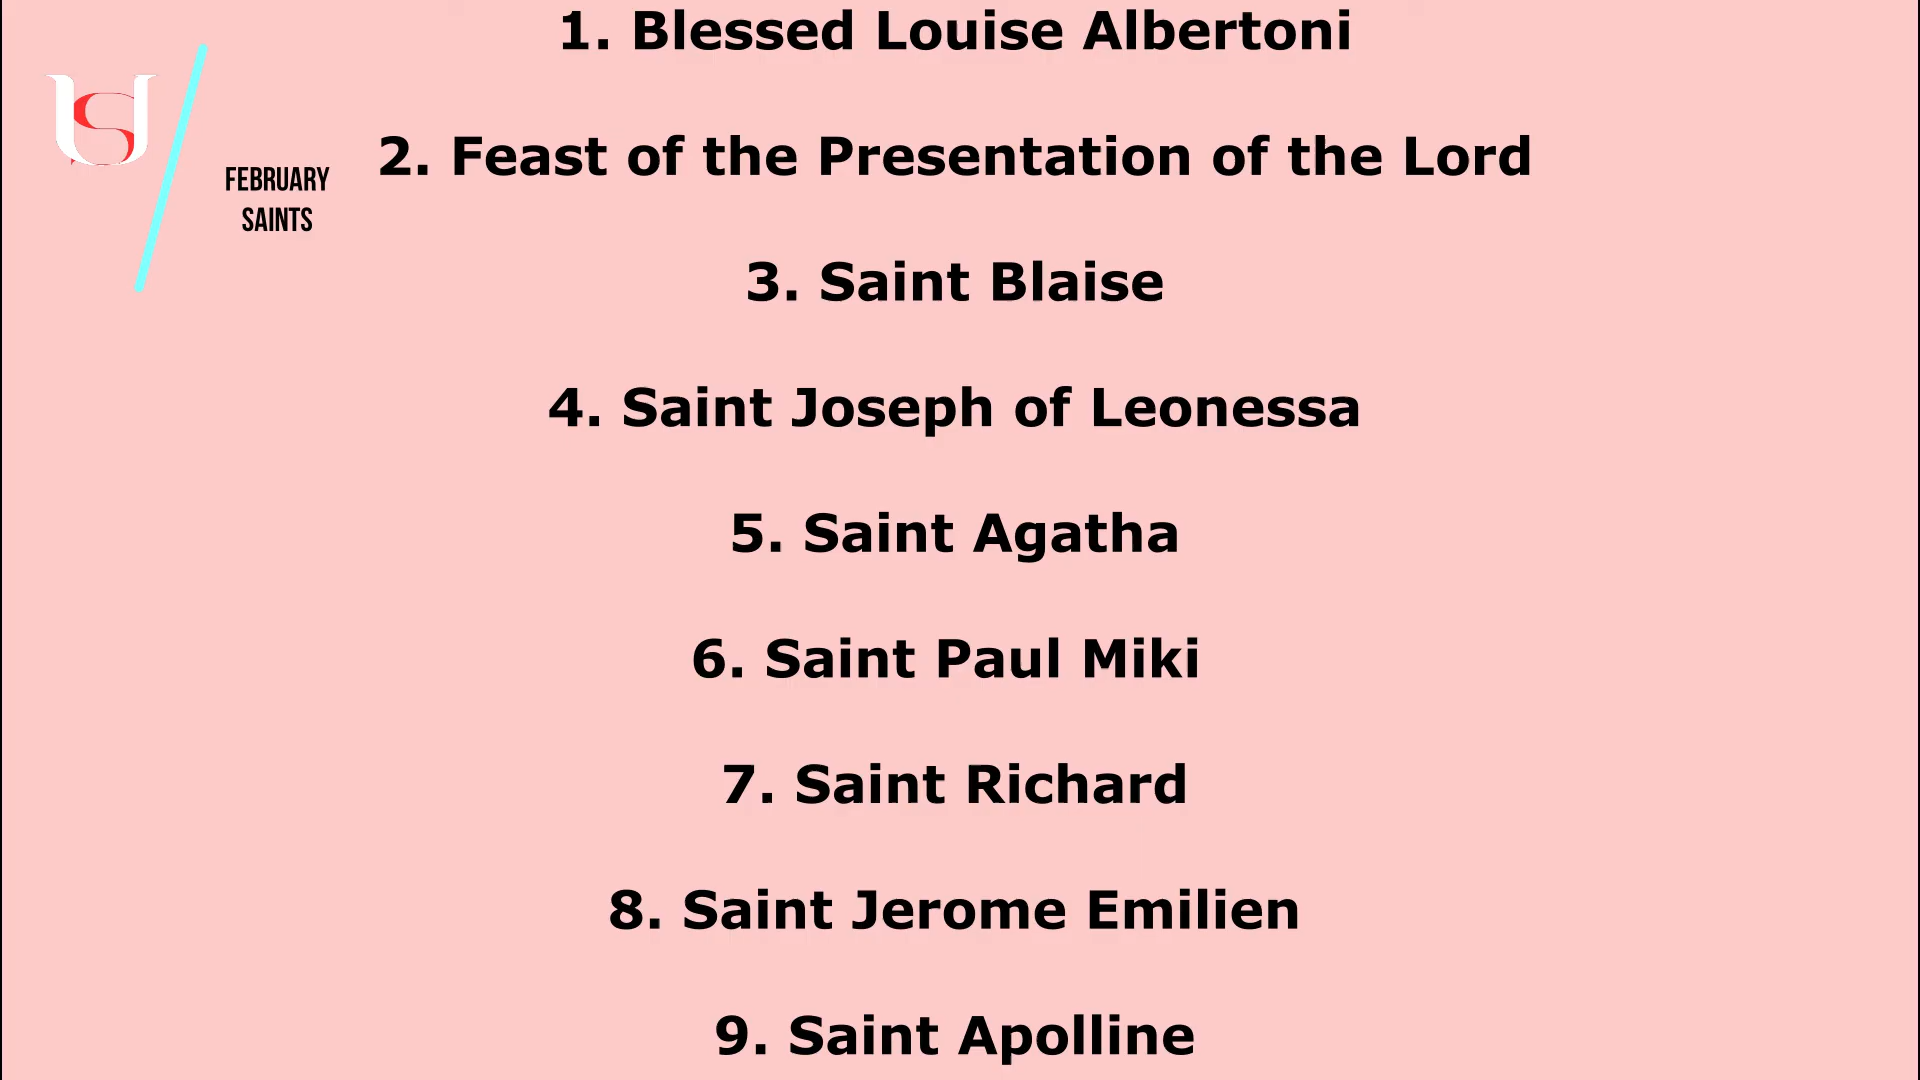 1. Blessed Louise Albertoni
US
FEBRUARY
SAINTS
2. Feast of the Presentation of the Lord
3. Saint Blaise
4. Saint Joseph of Leonessa
5. Saint Agatha
6. Saint Paul Miki
7. Saint Richard
8. Saint Jerome Emilien
9. Saint Apolline